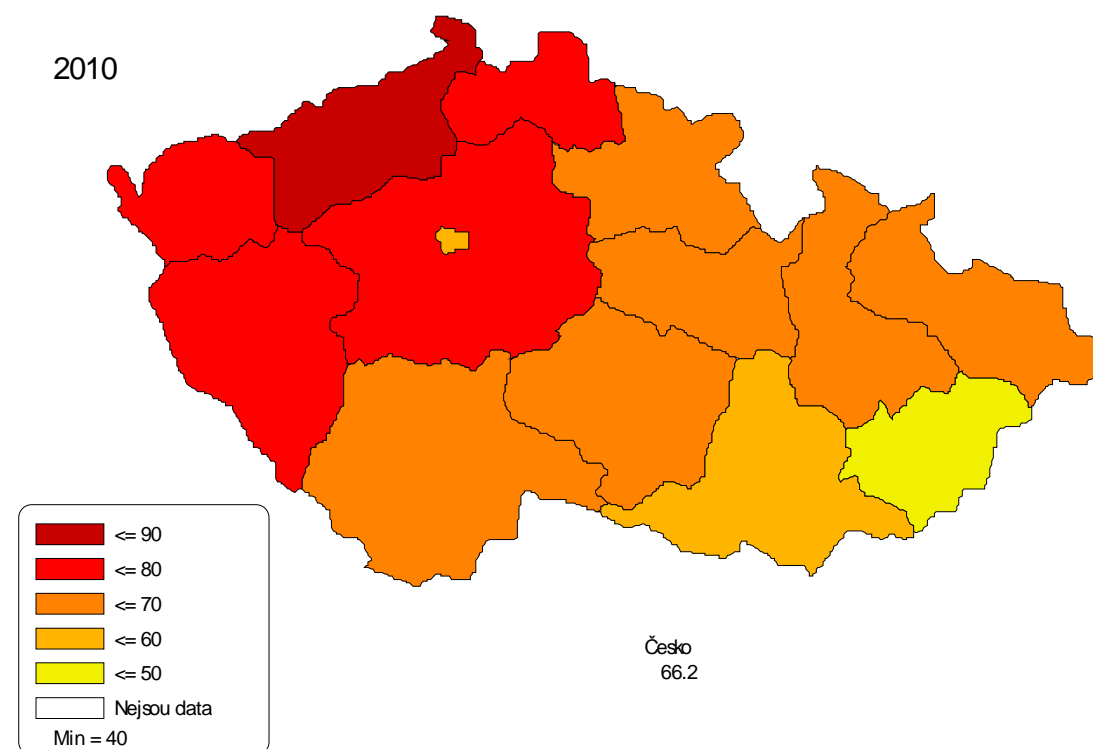 2010
<= 90
<= 80
<= 70
<= 60
<= 50
Nejsou data
Min = 40
Česko
66.2